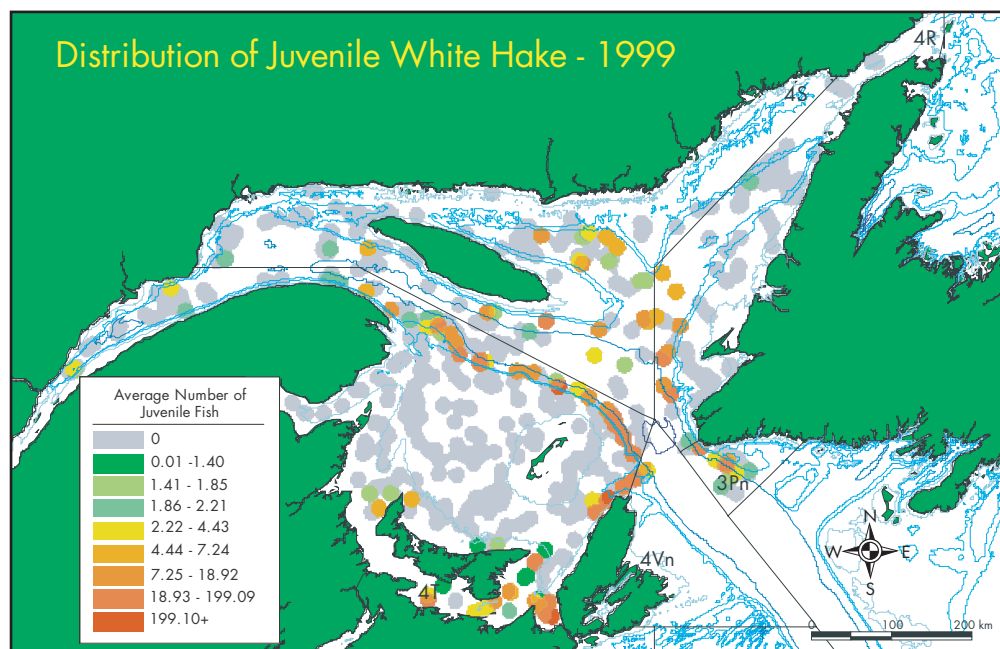 Distribution of Juvenile White Hake - 1999
4R
4S
3Pn
4Vn
4T
Average Number of
Juvenile Fish
0
0.01 -1.40
1.41 - 1.85
1.86 - 2.21
2.22 - 4.43
4.44 - 7.24
7.25 - 18.92
18.93 - 199.09
199.10+
N
W
E
S
0 100 200 km